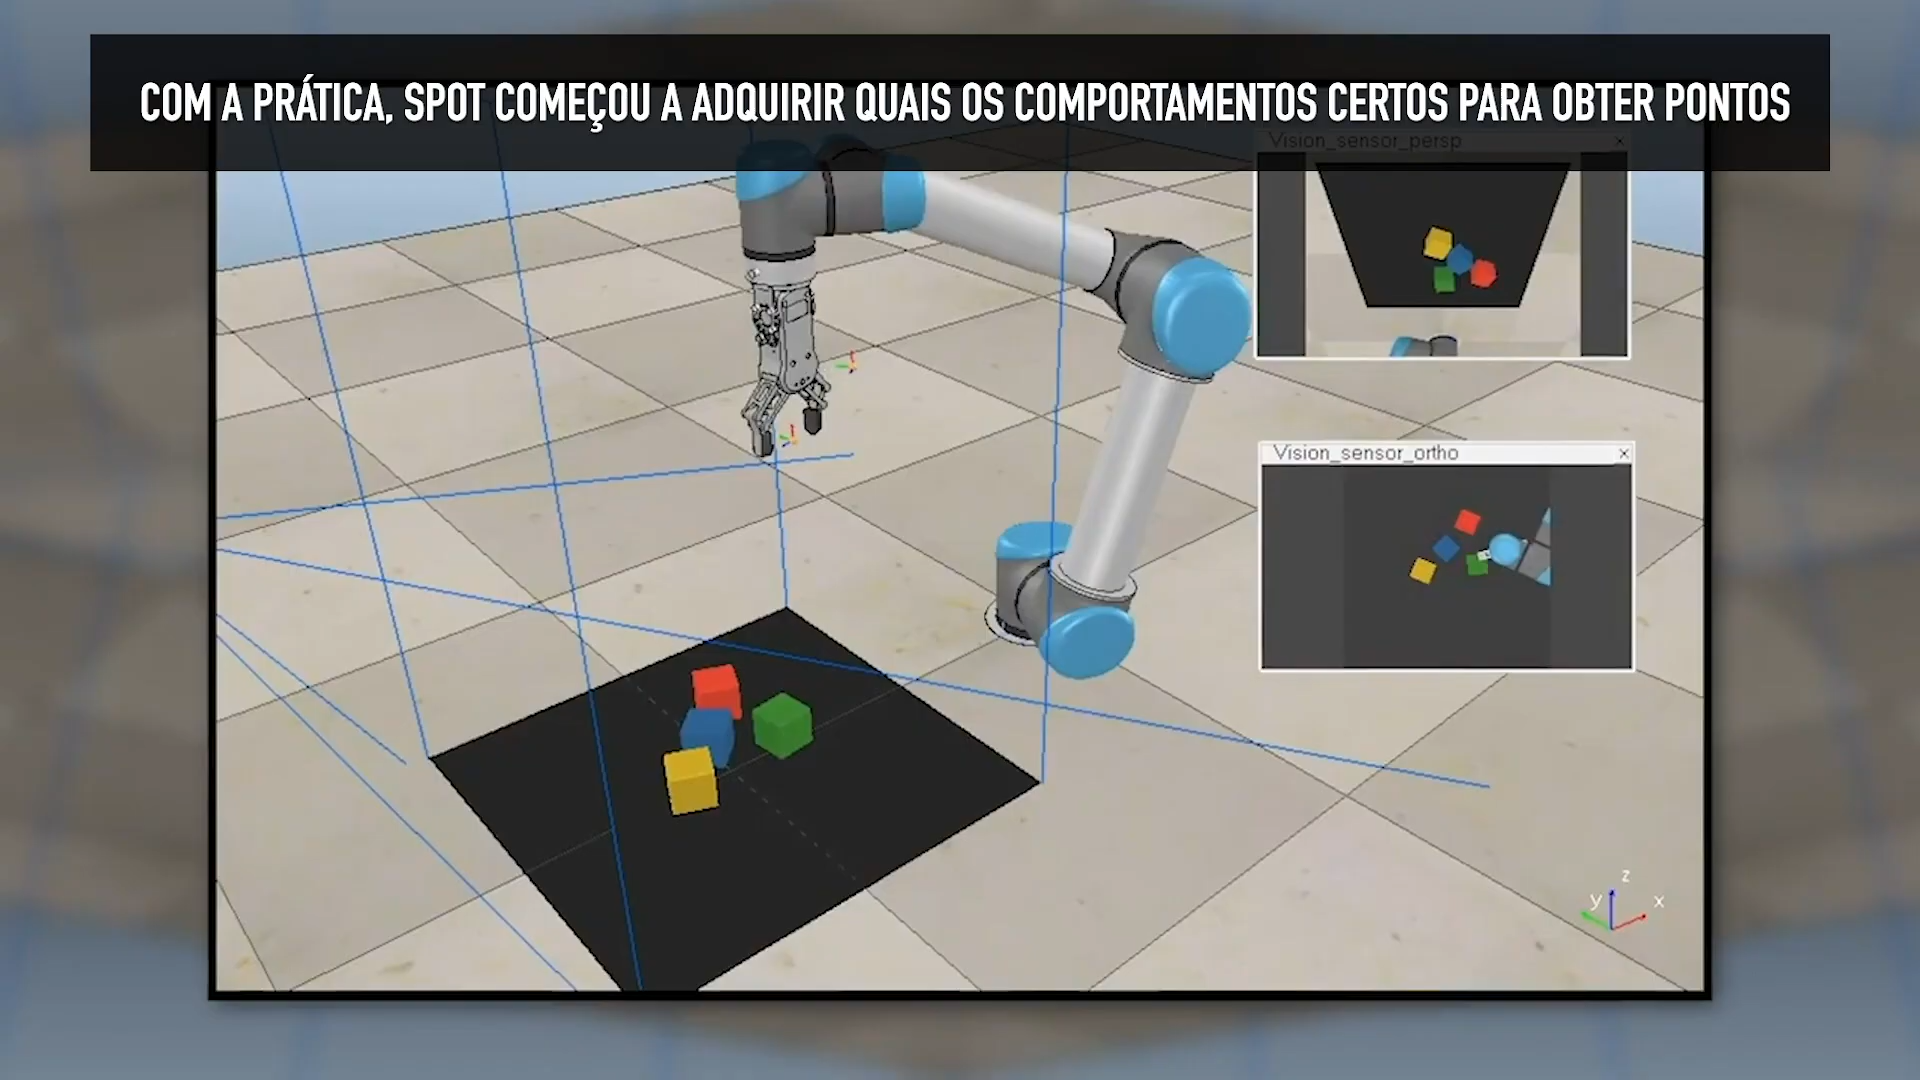 COM A PRÁTICA, SPOT COMEÇOU A ADQUIRIR QUAIS OS COMPORTAMENTOS CERTOS PARA OBTER PONTOS
Vision_sensor_persp x
Vision_sensor_ortho x
z
y x